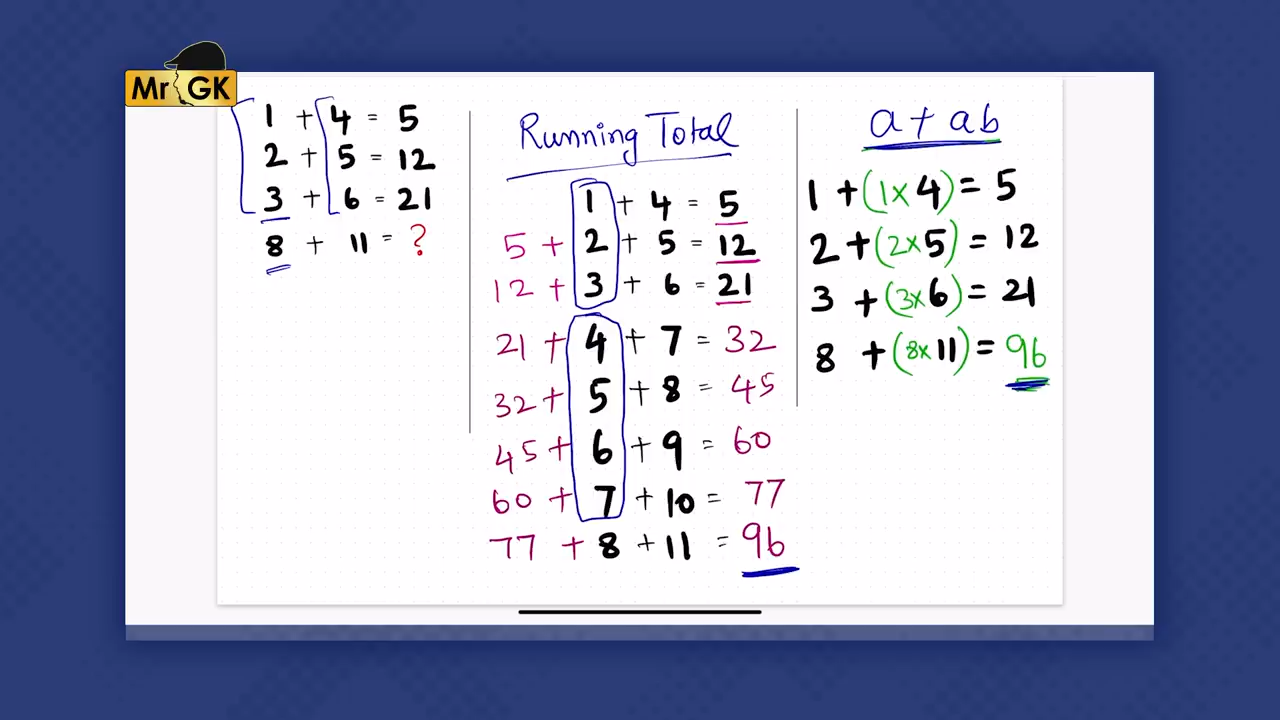 Mr GK
1 + 4 = 5
2 + 5 = 12
3 + 6 = 21
8 + 11 = ?
Running Total
1 + 4 = 5
5 + 2 + 5 = 12
12 + 3 + 6 = 21
21 + 4 + 7 = 32
32 + 5 + 8 = 45
45 + 6 + 9 = 60
60 + 7 + 10 = 77
77 + 8 + 11 = 96
a + ab
1 + (1x4) = 5
2 + (2x5) = 12
3 + (3x6) = 21
8 + (8x11) = 96